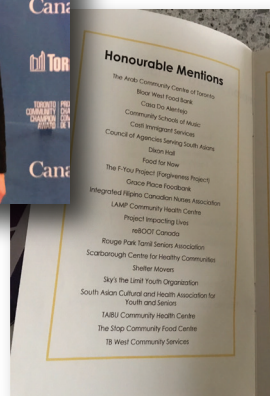 Cana
TOR
TORONTO
COMMUNITY
CHAMPION
AWARD
Cana
Honourable Mentions
The Arab Community Centre of Toronto
Bloor West Food Bank
Casa Do Alentejo
Community Schools of Music
Costi Immigrant Services
Council of Agencies Serving South Asians
Dixon Hall
Food for Now
The F-You Project (Forgiveness Project)
Grace Place Foodbank
Integrated Filipino Canadian Nurses Association
LAMP Community Health Centre
Project Impacting Lives
reBOOT Canada
Rouge Park Tamil Seniors Association
Scarborough Centre for Healthy Communities
Shelter Movers
Sky's the Limit Youth Organization
South Asian Cultural and Health Association for
Youth and Seniors
TAIBU Community Health Centre
The Stop Community Food Centre
TB West Community Services